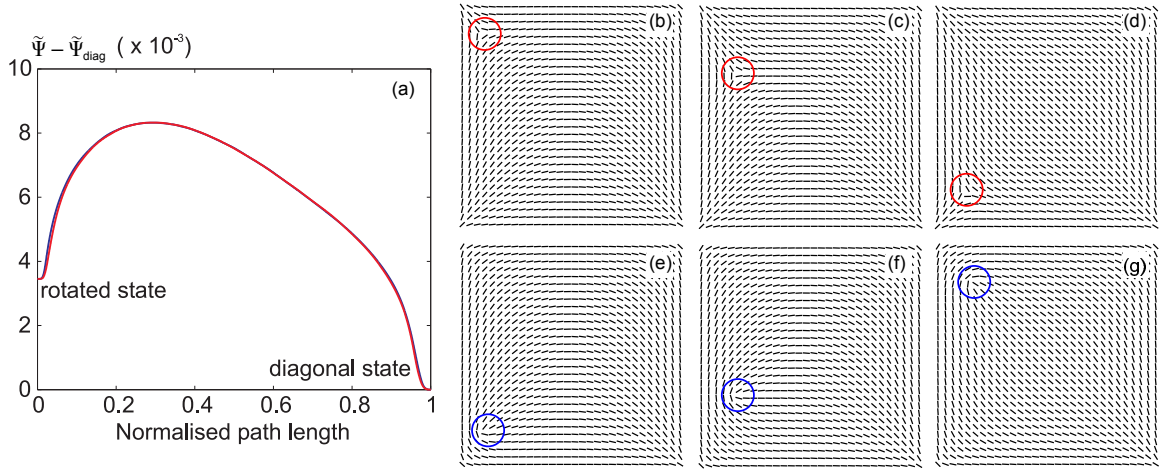 Ψ̃ – Ψ̃diag ( x 10-3)
10
8
6
4
2
0
(a)
rotated state
diagonal state
0 0.2 0.4 0.6 0.8 1
Normalised path length
(b)
(c)
(d)
(e)
(f)
(g)